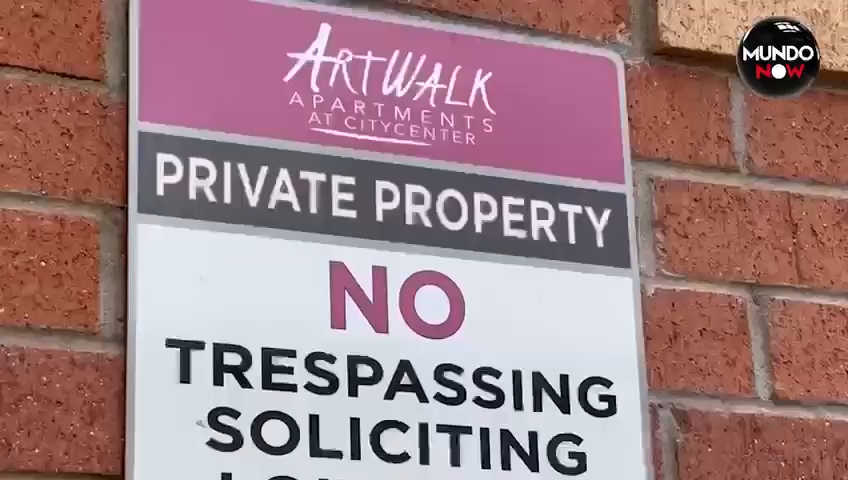 ARTWALK
APARTMENTS
AT CITYCENTER
PRIVATE PROPERTY
NO
TRESPASSING
SOLICITING
MUNDO
NOW